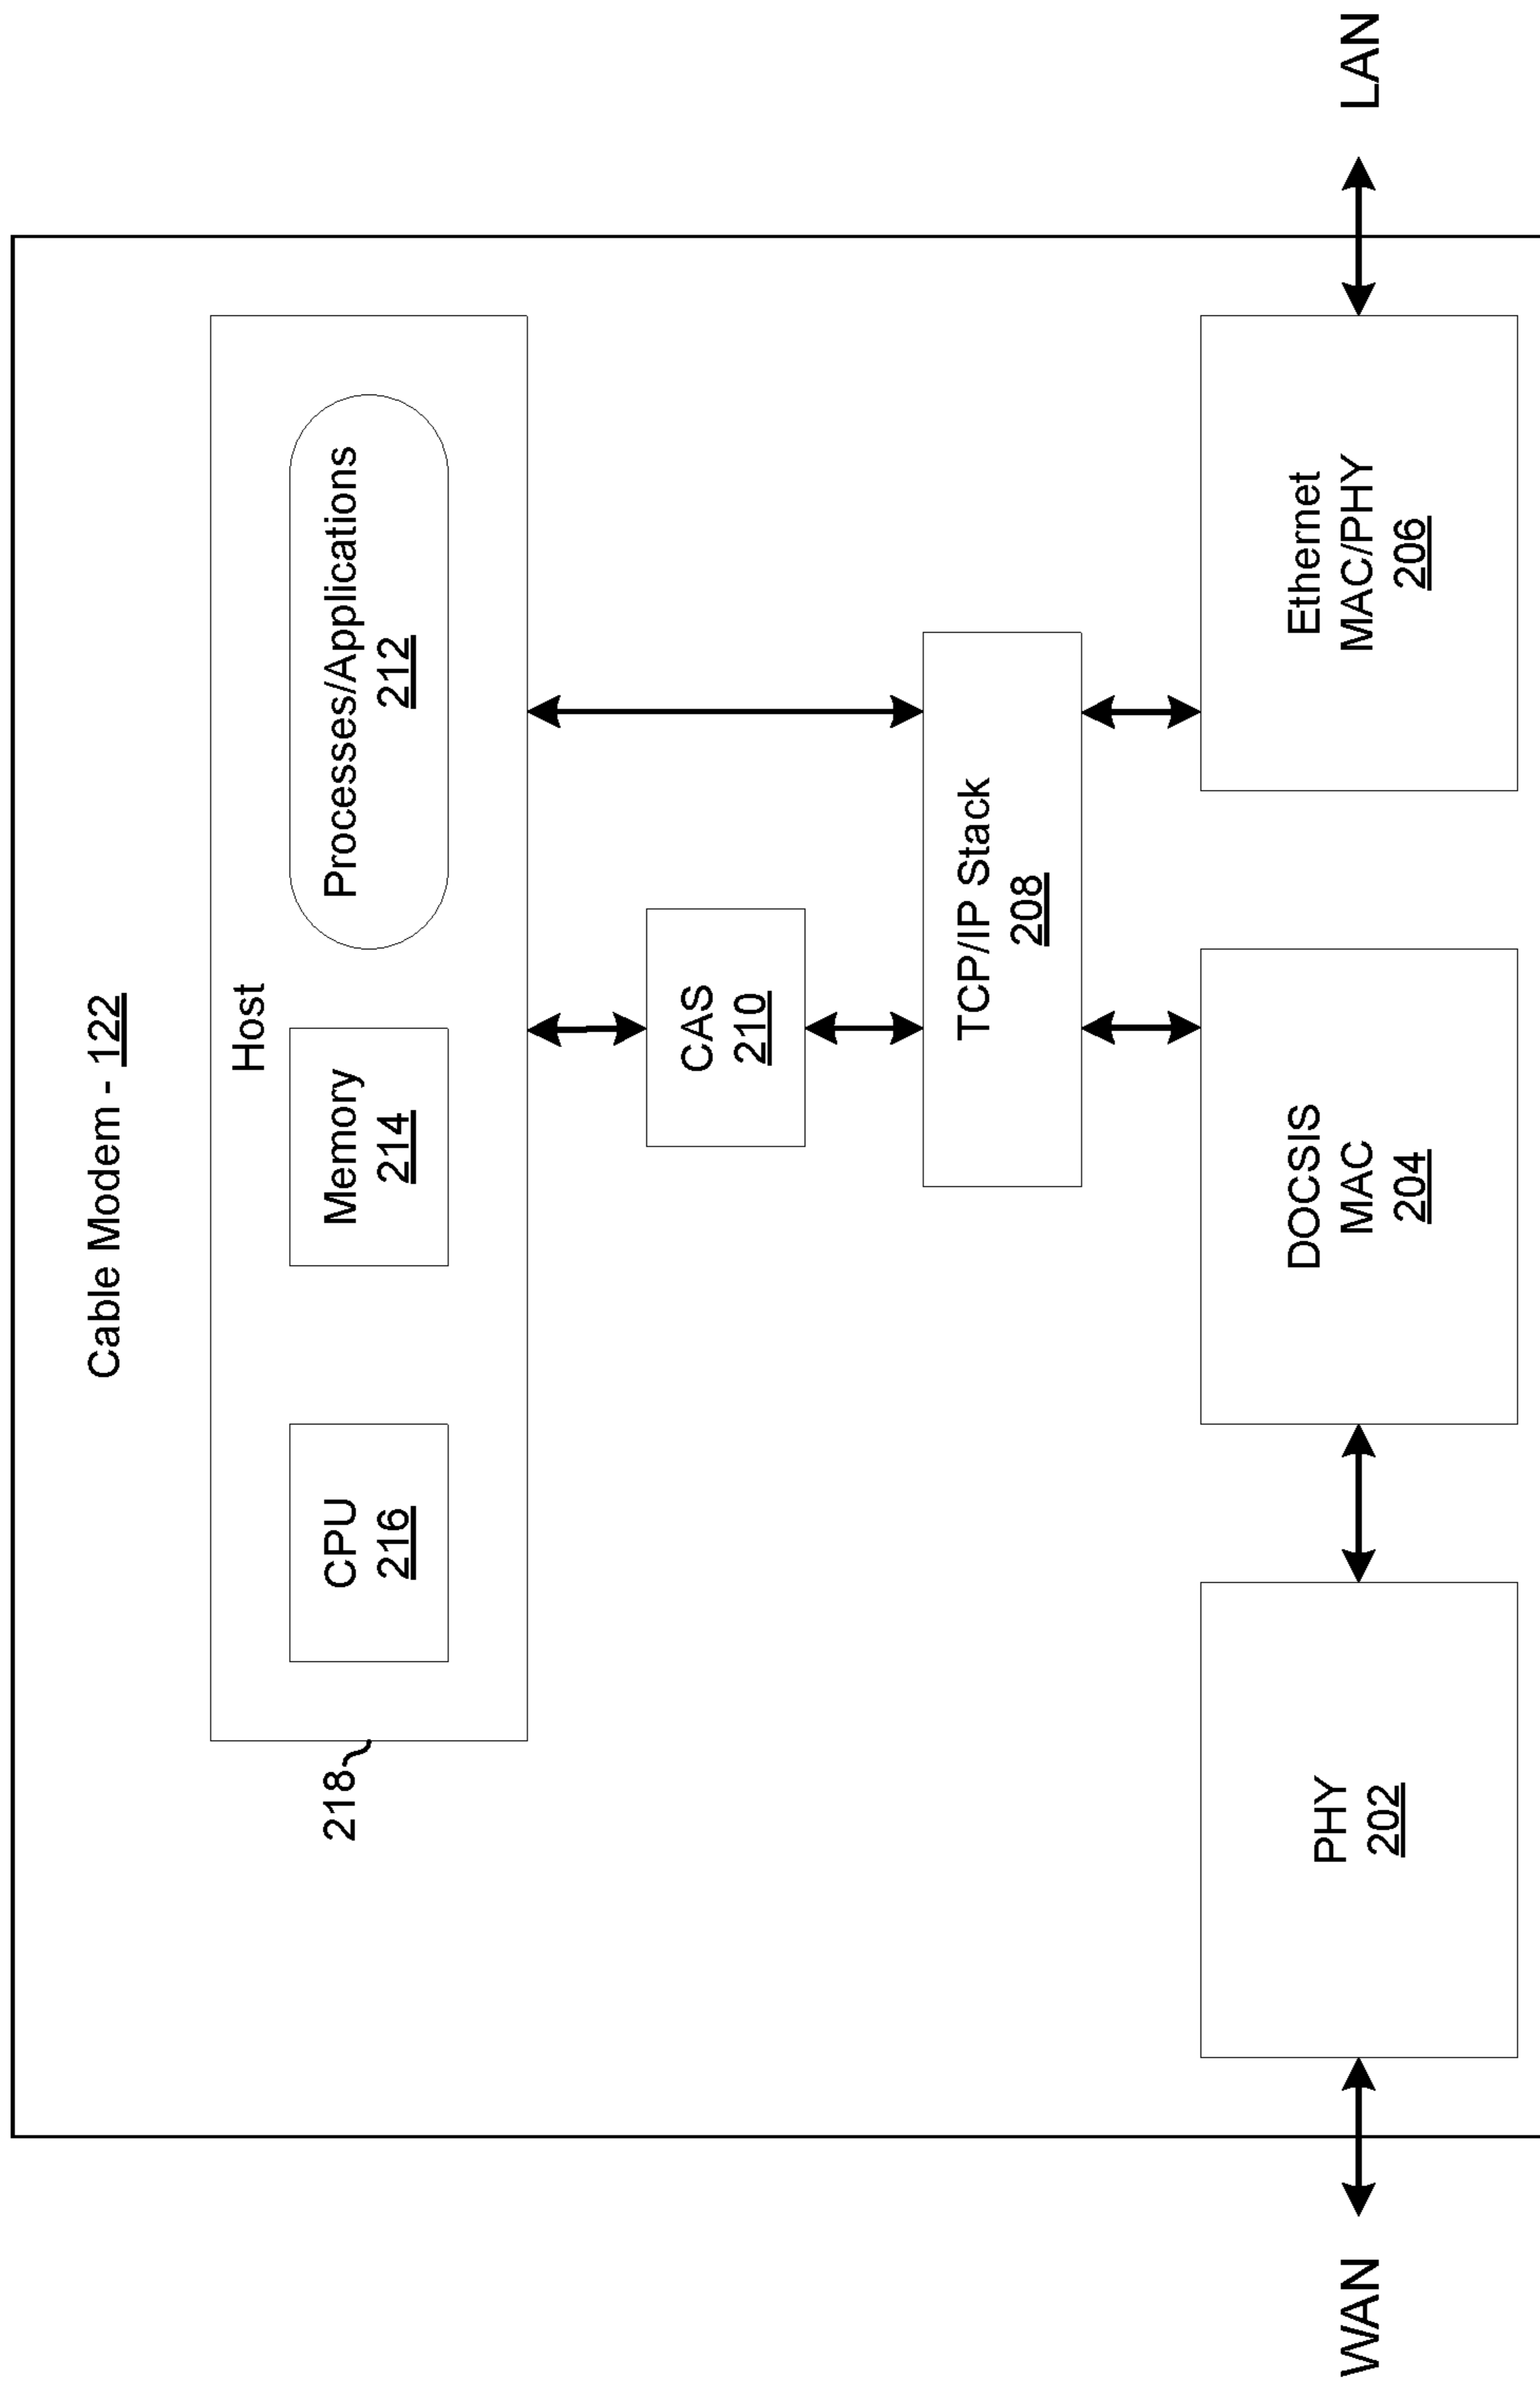 Cable Modem - 122
Host
218
CPU
216
Memory
214
Processes/Applications
212
CAS
210
TCP/IP Stack
208
WAN
PHY
202
DOCSIS
MAC
204
Ethernet
MAC/PHY
206
LAN